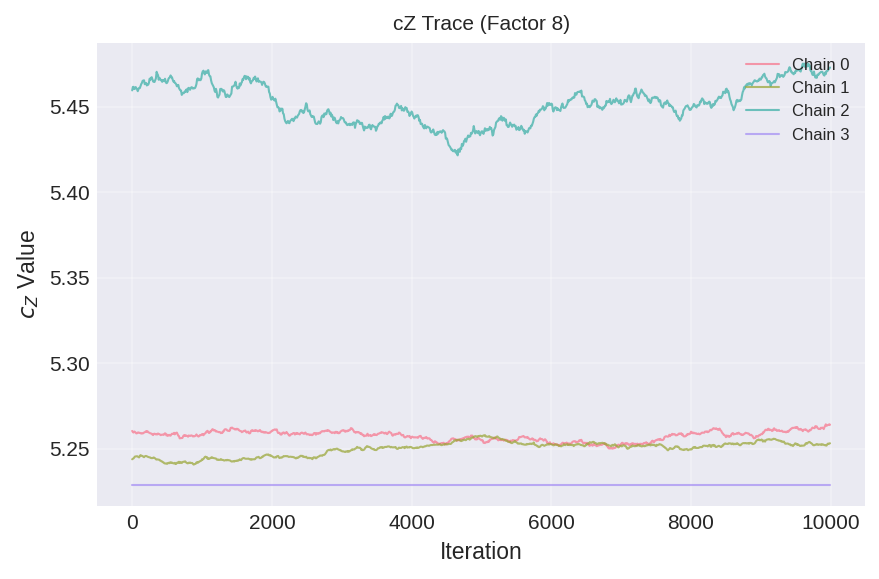 cZ Trace (Factor 8)
Chain 0
Chain 1
Chain 2
Chain 3
5.45
5.40
5.35
5.30
5.25
cZ Value
0 2000 4000 6000 8000 10000
Iteration